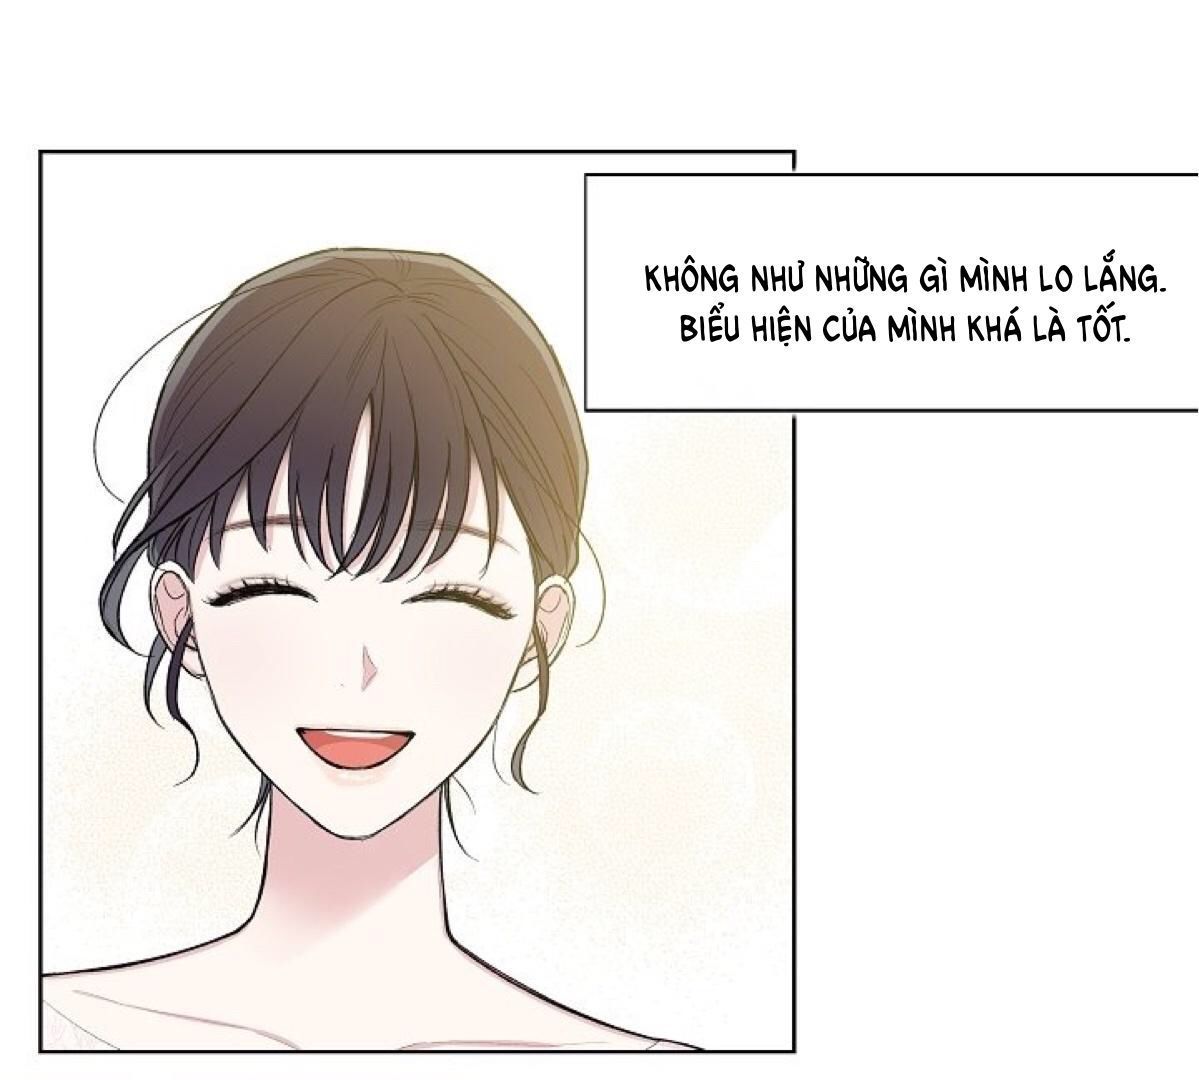 KHÔNG NHƯ NHỮNG GÌ MÌNH LO LẮNG.
BIỂU HIỆN CỦA MÌNH KHÁ LÀ TỐT.